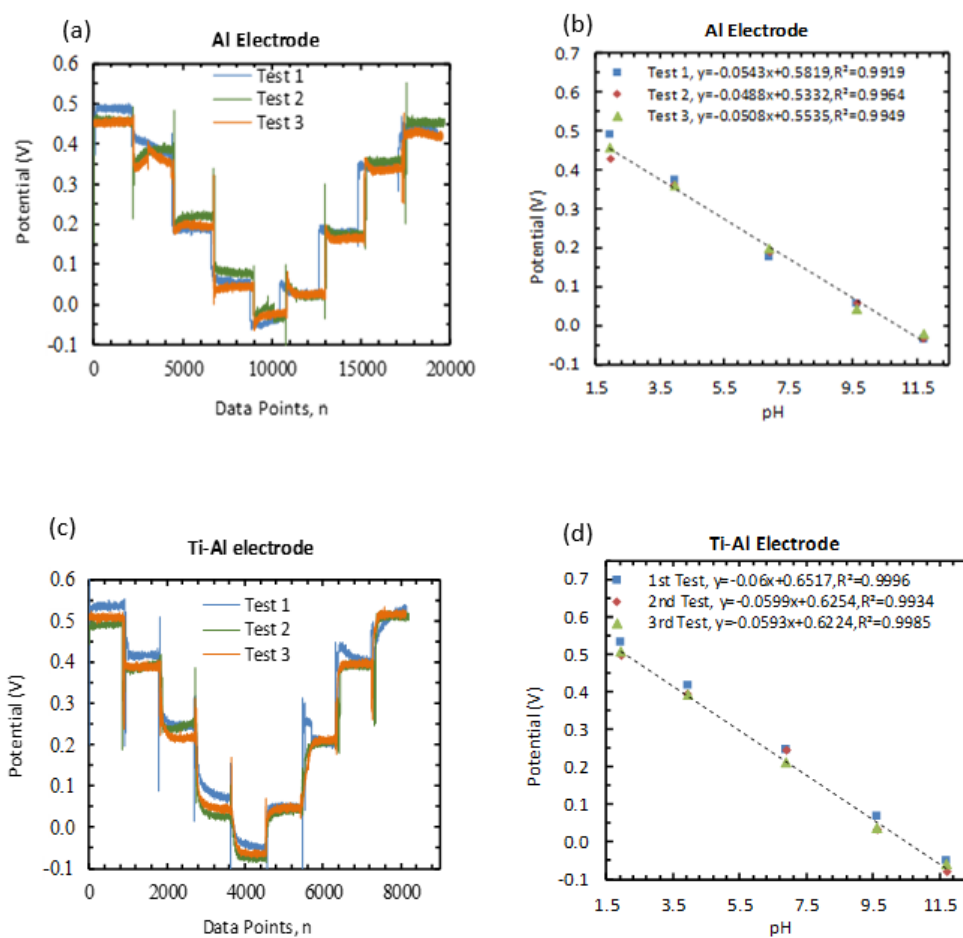 (a)
Al Electrode
Test 1
Test 2
Test 3
0.6
0.5
0.4
0.3
0.2
0.1
0.0
-0.1
Potential (V)
0 5000 10000 15000 20000
Data Points, n
(b)
Al Electrode
Test 1, y=-0.0543x+0.5819,R²=0.9919
Test 2, y=-0.0488x+0.5332,R²=0.9964
Test 3, y=-0.0508x+0.5535,R²=0.9949
0.7
0.6
0.5
0.4
0.3
0.2
0.1
0.0
-0.1
Potential (V)
1.5 3.5 5.5 7.5 9.5 11.5
pH
(c)
Ti-Al electrode
Test 1
Test 2
Test 3
0.6
0.5
0.4
0.3
0.2
0.1
0.0
-0.1
Potential (V)
0 2000 4000 6000 8000
Data Points, n
(d)
Ti-Al Electrode
1st Test, y=-0.06x+0.6517,R²=0.9996
2nd Test, y=-0.0599x+0.6254,R²=0.9934
3rd Test, y=-0.0593x+0.6224,R²=0.9985
0.7
0.6
0.5
0.4
0.3
0.2
0.1
0.0
-0.1
Potential (V)
1.5 3.5 5.5 7.5 9.5 11.5
pH